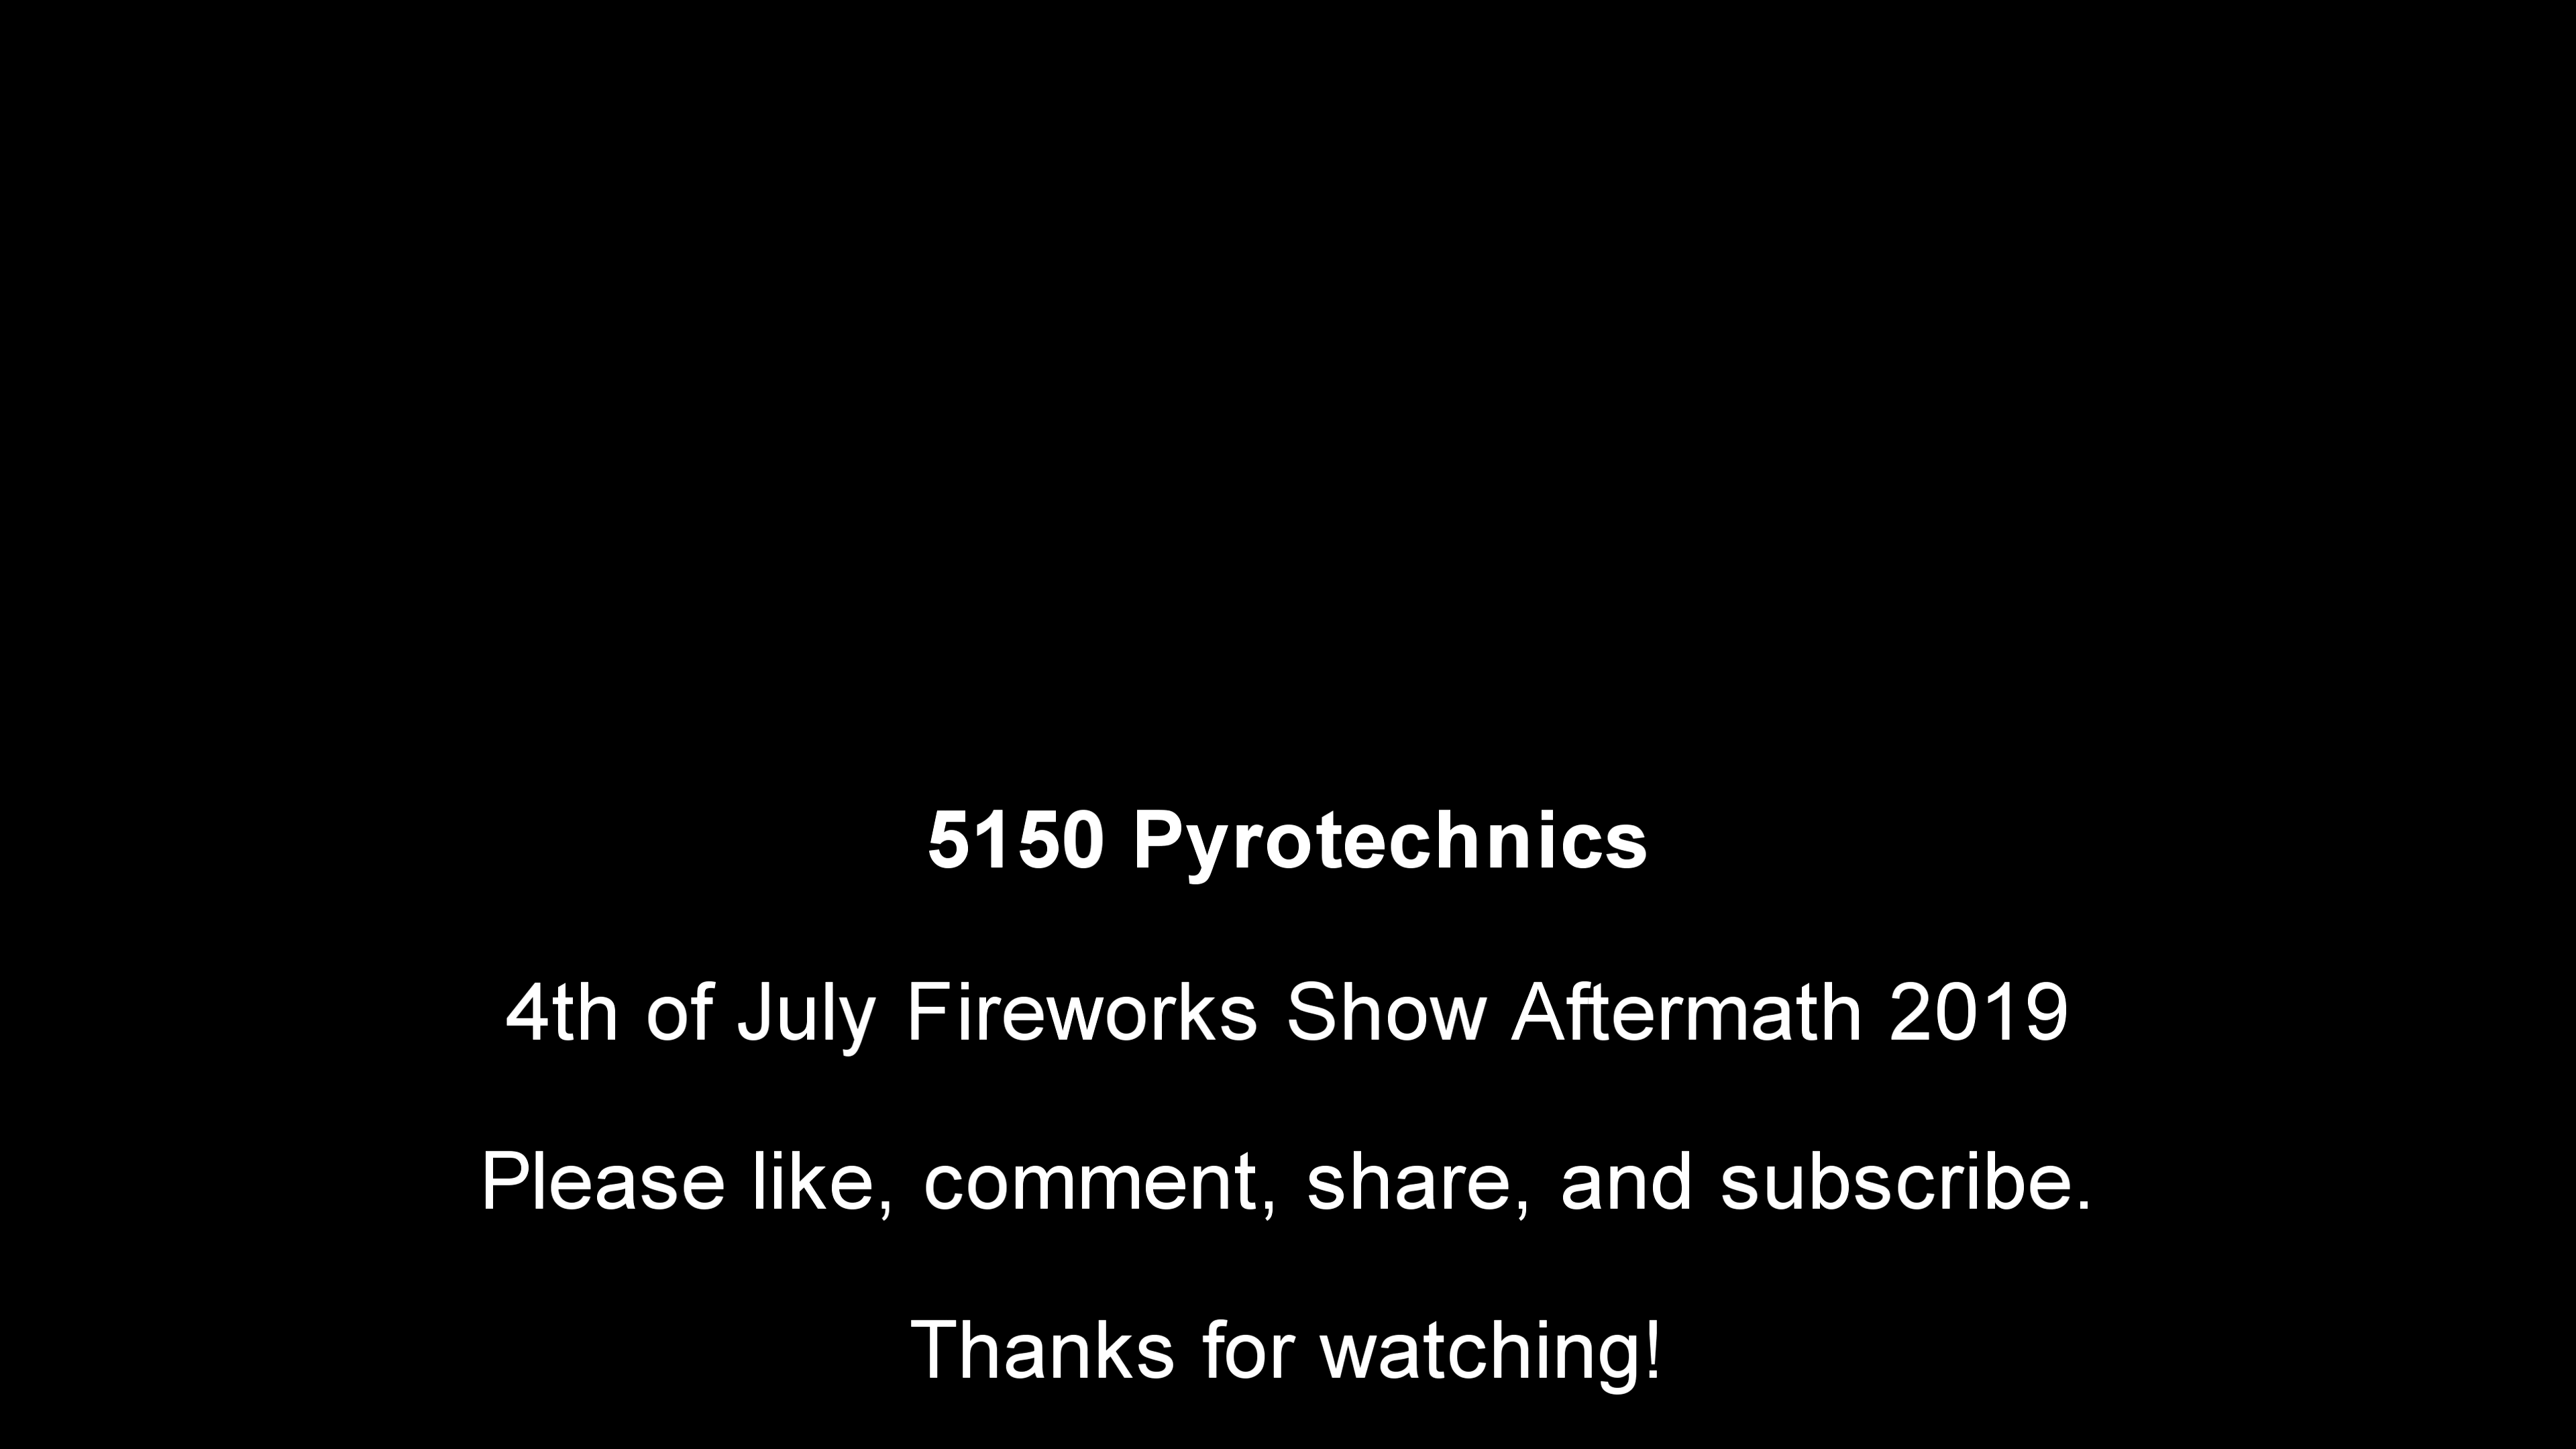 5150 Pyrotechnics
4th of July Fireworks Show Aftermath 2019
Please like, comment, share, and subscribe.
Thanks for watching!